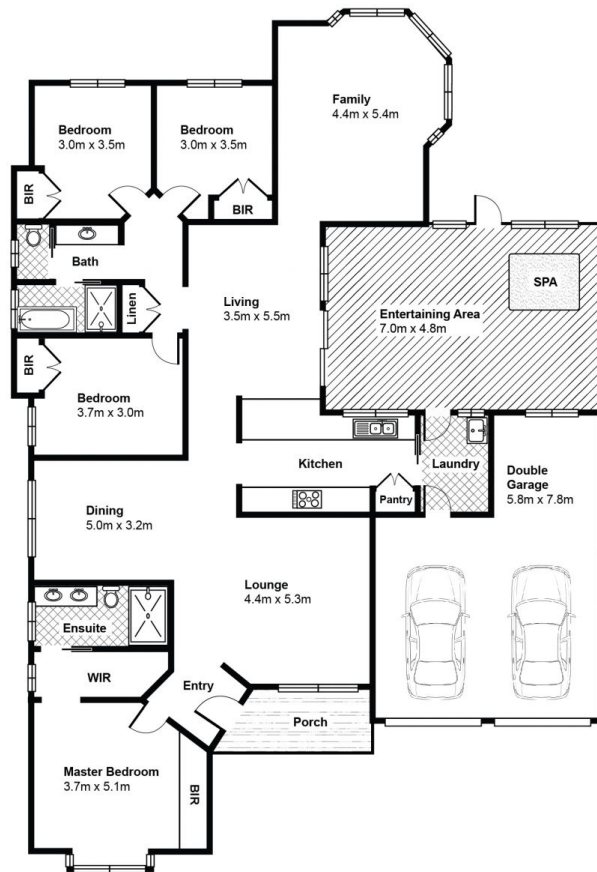 Family
4.4m x 5.4m
Bedroom
3.0m x 3.5m
Bedroom
3.0m x 3.5m
BIR
BIR
Bath
Linen
Living
3.5m x 5.5m
SPA
Entertaining Area
7.0m x 4.8m
BIR
Bedroom
3.7m x 3.0m
Kitchen
Laundry
Pantry
Double
Garage
5.8m x 7.8m
Dining
5.0m x 3.2m
Lounge
4.4m x 5.3m
Ensuite
WIR
Entry
Porch
Master Bedroom
3.7m x 5.1m
BIR